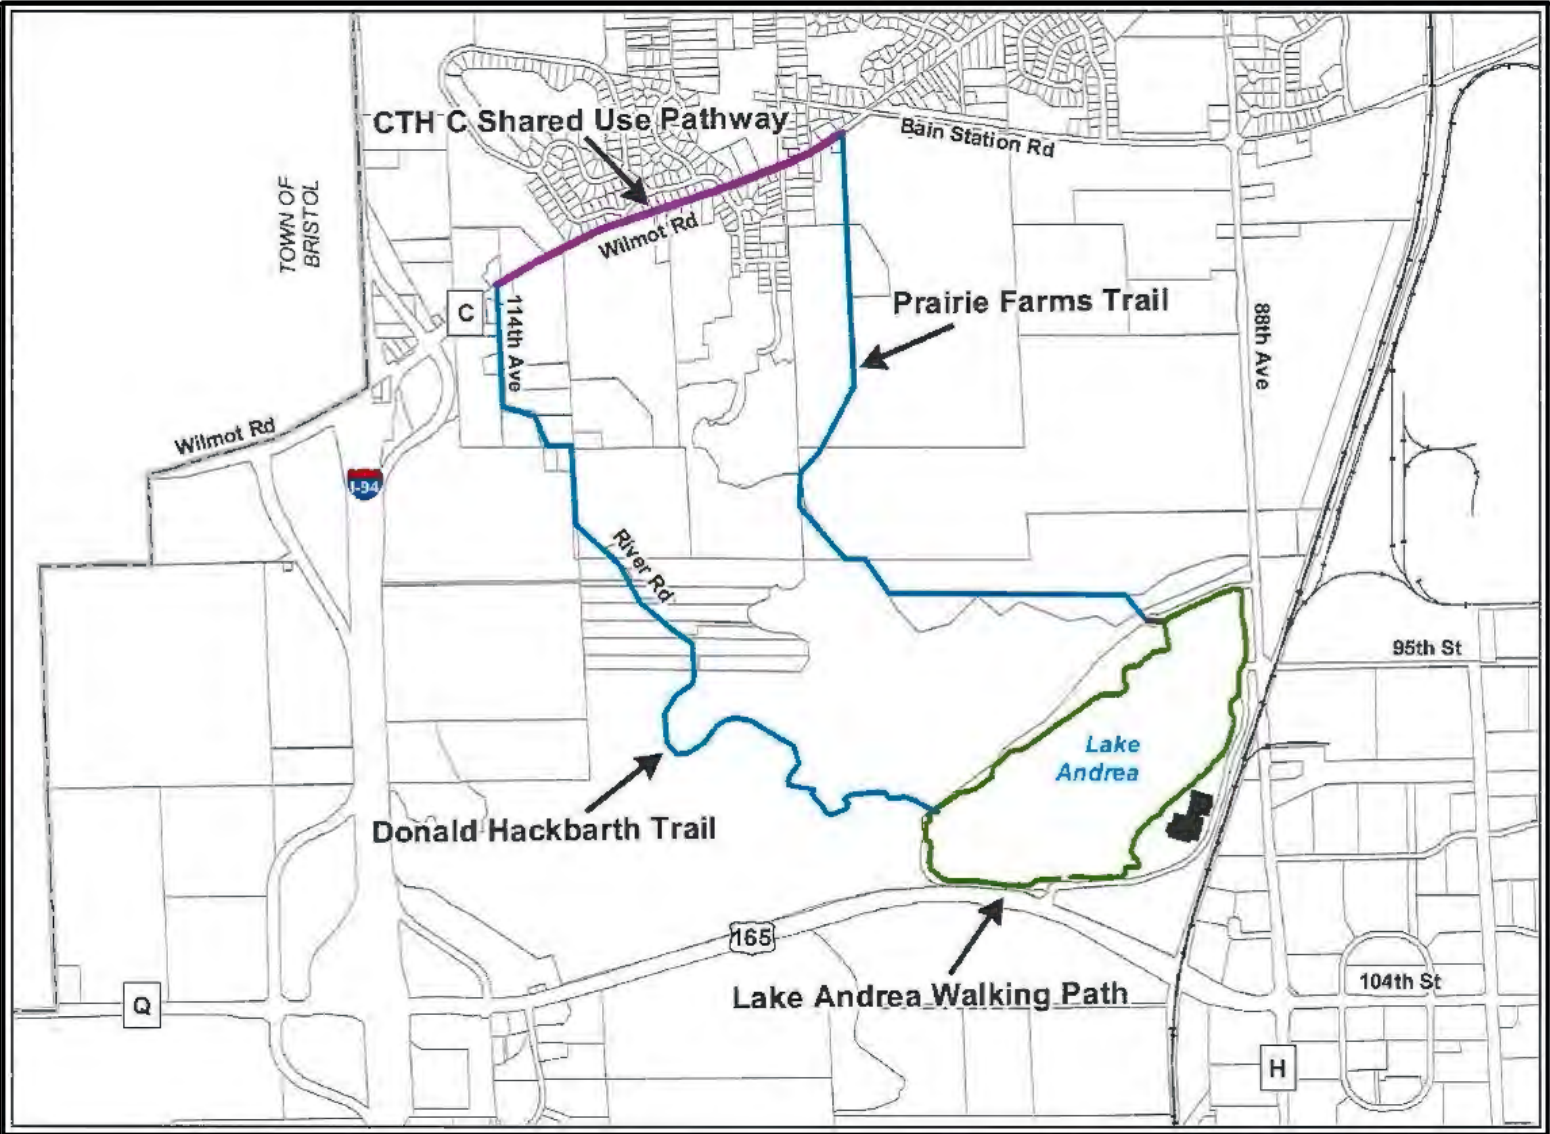 CTH C Shared Use Pathway
Bain Station Rd
TOWN OF
BRISTOL
Wilmot Rd
C
114th Ave
Prairie Farms Trail
88th Ave
Wilmot Rd
I-94
River Rd
95th St
Lake
Andrea
Donald Hackbarth Trail
165
104th St
Lake Andrea Walking Path
Q
H